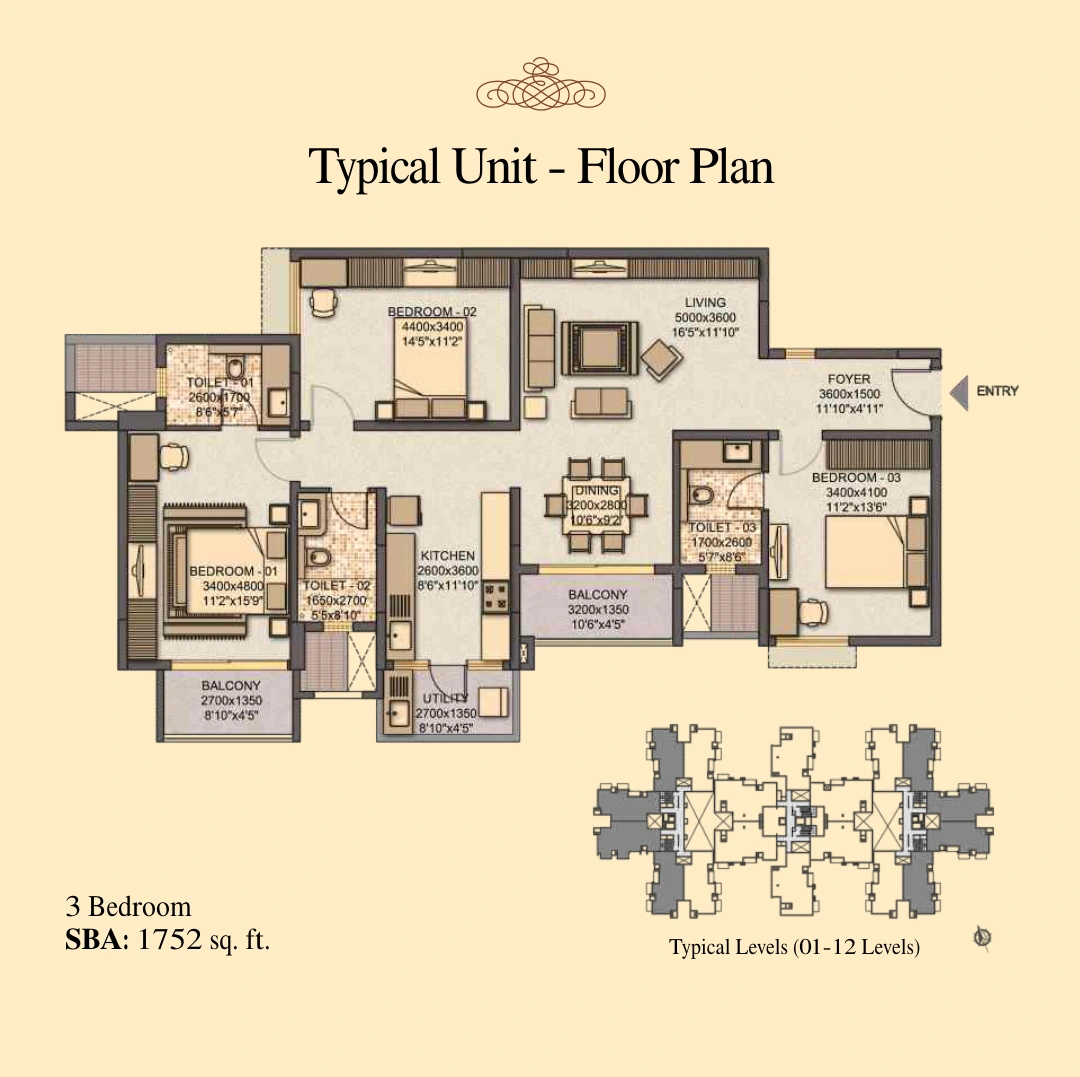 Typical Unit - Floor Plan
BEDROOM - 02
4400x3400
14'5"x11'2"
LIVING
5000x3600
16'5"x11'10"
TOILET - 01
2600x1700
8'6"x5'7"
FOYER
3600x1500
11'10"x4'11"
ENTRY
BEDROOM - 03
3400x4100
11'2"x13'6"
DINING
3200x2800
10'6"x9'2"
TOILET - 03
1700x2600
5'7"x8'6"
KITCHEN
2600x3600
8'6"x11'10"
BEDROOM - 01
3400x4800
11'2"x15'9"
TOILET - 02
1650x2700
5'5x8'10"
BALCONY
3200x1350
10'6"x4'5"
BALCONY
2700x1350
8'10"x4'5"
UTILITY
2700x1350
8'10"x4'5"
3 Bedroom
SBA: 1752 sq. ft.
Typical Levels (01-12 Levels)